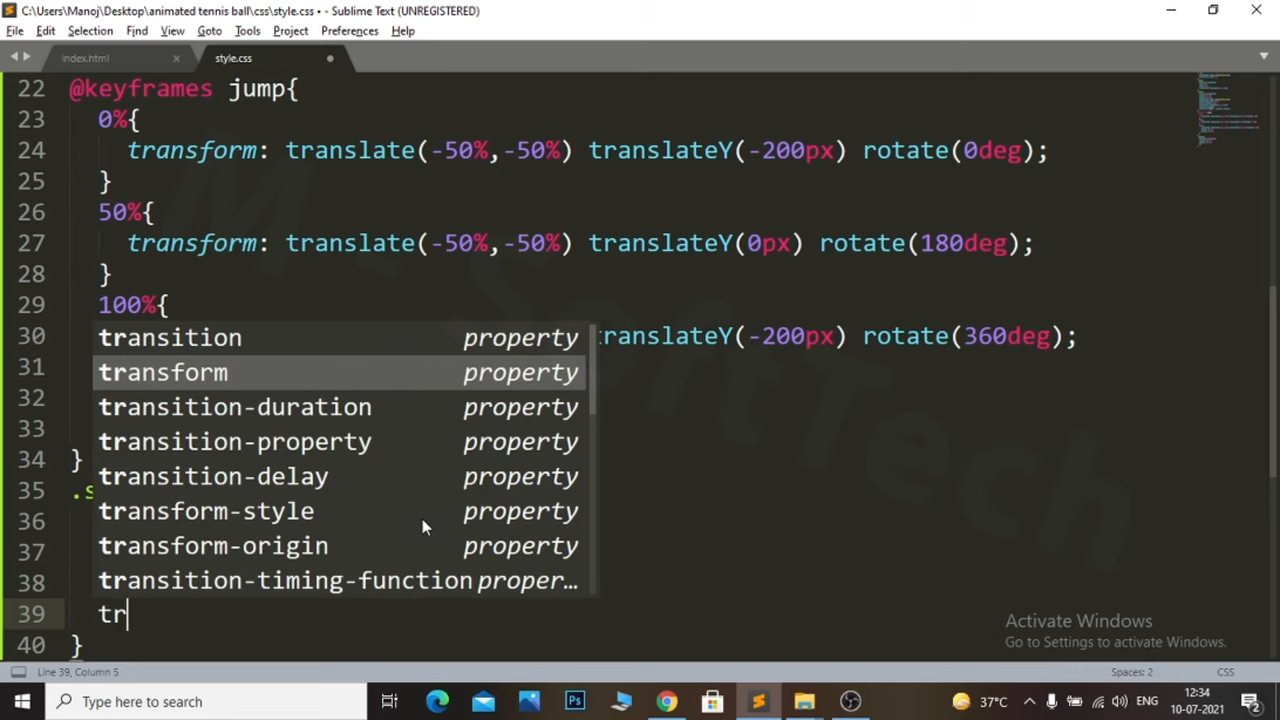 C:\Users\Manoj\Desktop\animated tennis ball\css\style.css • - Sublime Text (UNREGISTERED)
File Edit Selection Find View Goto Tools Project Preferences Help
index.html × style.css
22 @keyframes jump{
23 0%{
24 transform: translate(-50%,-50%) translateY(-200px) rotate(0deg);
25 }
26 50%{
27 transform: translate(-50%,-50%) translateY(0px) rotate(180deg);
28 }
29 100%{
30 translateY(-200px) rotate(360deg);
31
32
33
34 }
35 .s
36
37
38
39 tr
40 }
transition property
transform property
transition-duration property
transition-property property
transition-delay property
transform-style property
transform-origin property
transition-timing-function proper…
M - SoftTech
Activate Windows
Go to Settings to activate Windows.
Line 39, Column 5 Spaces: 2 CSS
Type here to search 37°C ENG 12:34
10-07-2021 2